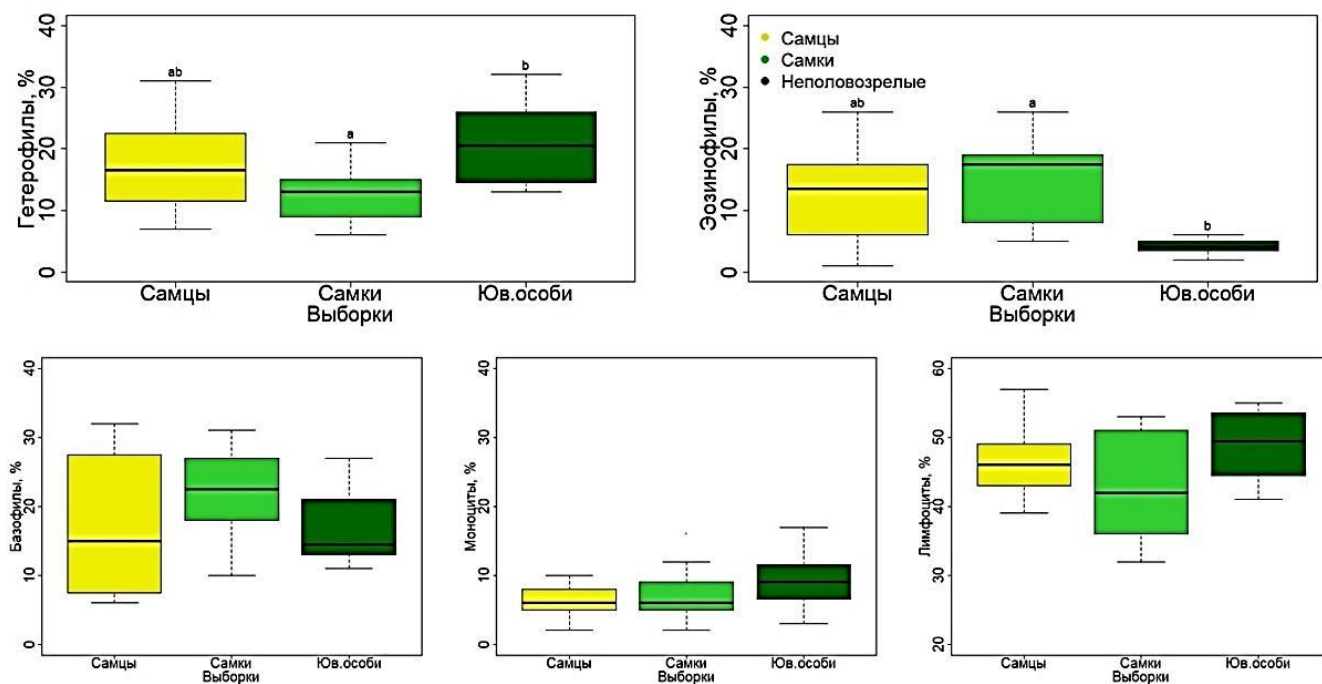 Гетерофилы, %
40
30
20
10
0
ab
a
b
Самцы
Самки
Юв.особи
Выборки
Эозинофилы, %
40
30
20
10
0
Самцы
Самки
Неполовозрелые
ab
a
b
Самцы
Самки
Юв.особи
Выборки
Базофилы, %
40
30
20
10
0
Самцы
Самки
Юв.особи
Выборки
Моноциты, %
40
30
20
10
0
Самцы
Самки
Юв.особи
Выборки
Лимфоциты, %
60
50
40
30
20
Самцы
Самки
Юв.особи
Выборки